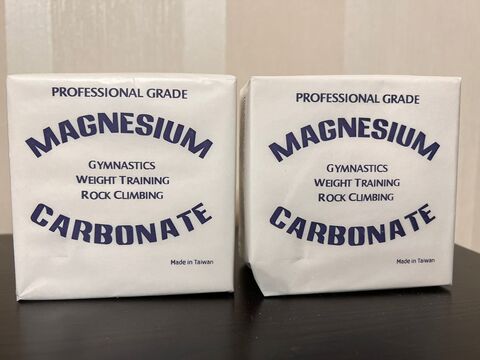 PROFESSIONAL GRADE
MAGNESIUM
GYMNASTICS
WEIGHT TRAINING
ROCK CLIMBING
CARBONATE
Made in Taiwan
PROFESSIONAL GRADE
MAGNESIUM
GYMNASTICS
WEIGHT TRAINING
ROCK CLIMBING
CARBONATE
Made in Taiwan